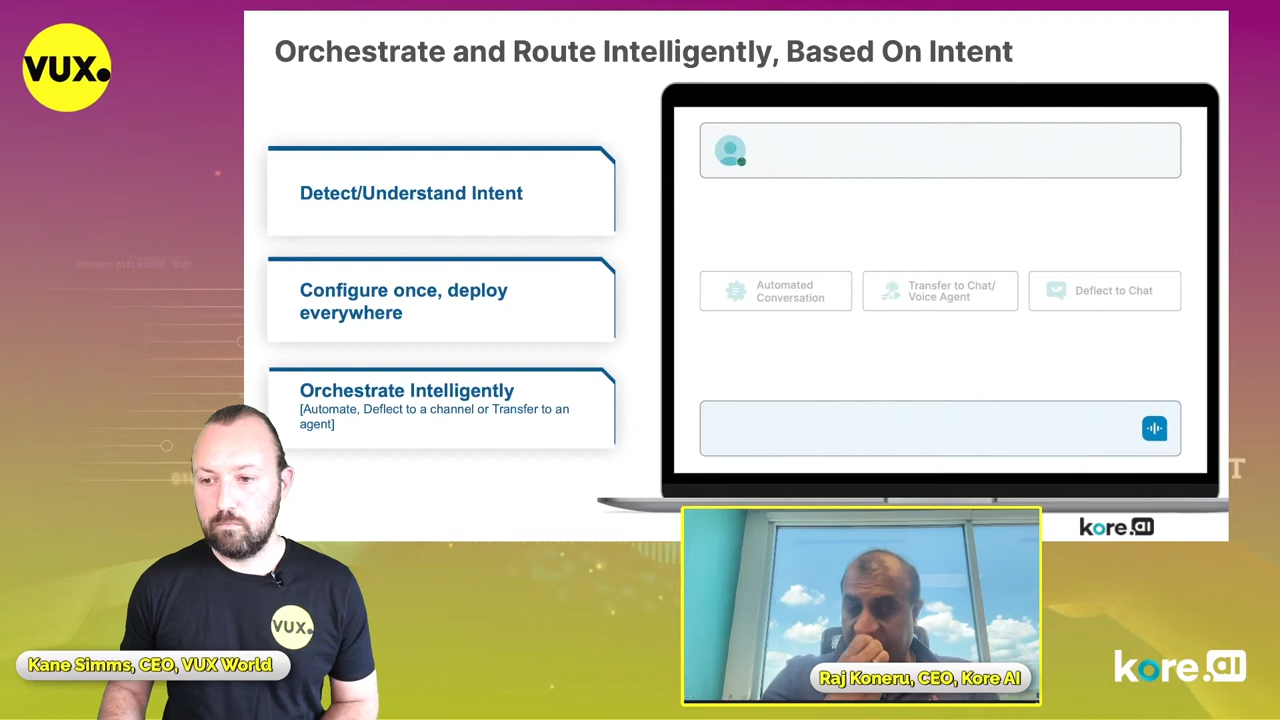 VUX.
Orchestrate and Route Intelligently, Based On Intent
Detect/Understand Intent
Configure once, deploy
everywhere
Orchestrate Intelligently
[Automate, Deflect to a channel or Transfer to an
agent]
Automated
Conversation
Transfer to Chat/
Voice Agent
Deflect to Chat
kore.ai
VUX.
Kane Simms, CEO, VUX World
Raj Koneru, CEO, Kore AI
kore.ai